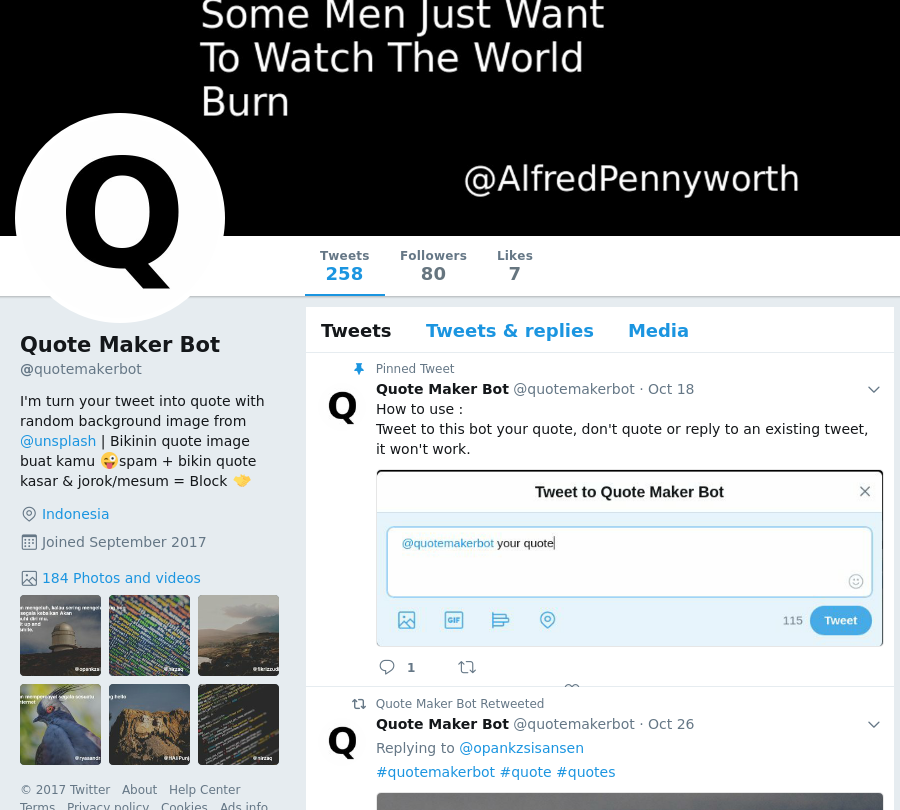 Some Men Just Want
To Watch The World
Burn
@AlfredPennyworth
Q
Tweets
258
Followers
80
Likes
7
Quote Maker Bot
@quotemakerbot
I'm turn your tweet into quote with
random background image from
@unsplash | Bikinin quote image
buat kamu 😜spam + bikin quote
kasar & jorok/mesum = Block 🤛
Indonesia
Joined September 2017
184 Photos and videos
@nirzaq
@nirzaq
© 2017 Twitter About Help Center
Terms Privacy policy Cookies Ads info
Tweets Tweets & replies Media
Pinned Tweet
Q
Quote Maker Bot @quotemakerbot · Oct 18
How to use :
Tweet to this bot your quote, don't quote or reply to an existing tweet,
it won't work.
Tweet to Quote Maker Bot
@quotemakerbot your quote
GIF
115 Tweet
1
Quote Maker Bot Retweeted
Q
Quote Maker Bot @quotemakerbot · Oct 26
Replying to @opankzsisansen
#quotemakerbot #quote #quotes